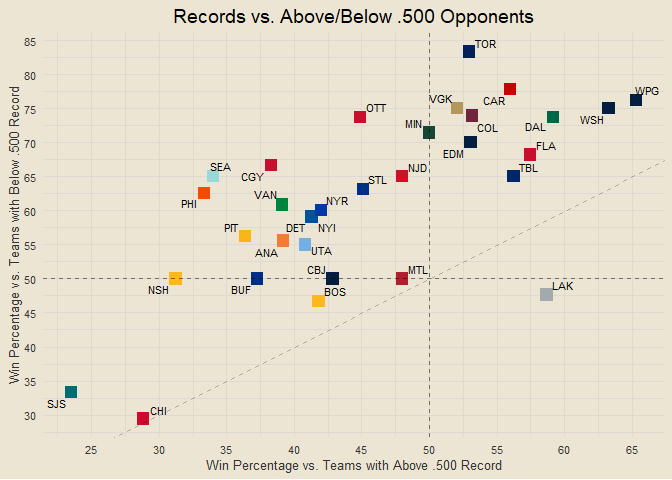 Records vs. Above/Below .500 Opponents
Win Percentage vs. Teams with Below .500 Record
85
80
75
70
65
60
55
50
45
40
35
30
TOR
WPG
VGK
CAR
OTT
WSH
MIN
COL
DAL
EDM
FLA
SEA
CGY
NJD
TBL
STL
PHI
VAN
NYR
PIT
DET
NYI
ANA
UTA
CBJ
MTL
NSH
BUF
BOS
LAK
SJS
CHI
25
30
35
40
45
50
55
60
65
Win Percentage vs. Teams with Above .500 Record